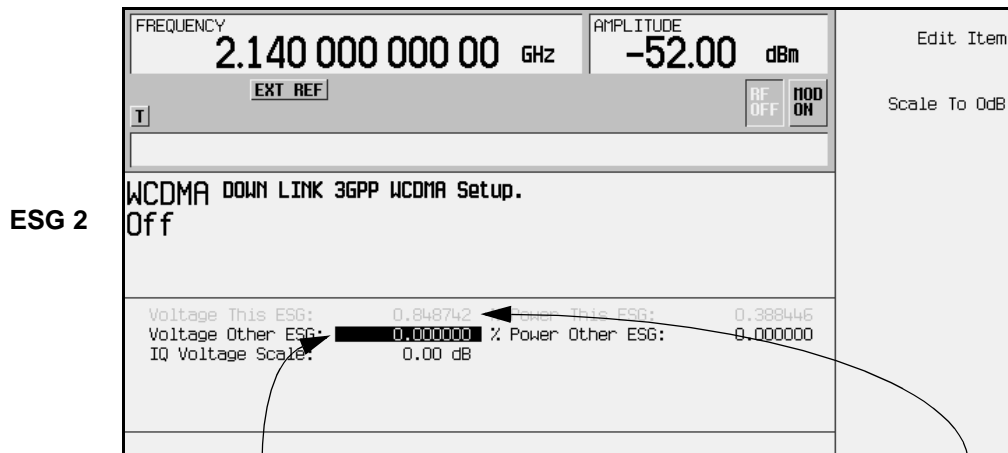 FREQUENCY
2.140 000 000 00 GHz
AMPLITUDE
-52.00 dBm
Edit Item
EXT REF
RF OFF
MOD ON
T
Scale To 0dB
WCDMA DOWN LINK 3GPP WCDMA Setup.
Off
ESG 2
Voltage This ESG: 0.848742 % Power This ESG: 0.388446
Voltage Other ESG: 0.000000 % Power Other ESG: 0.000000
IQ Voltage Scale: 0.00 dB